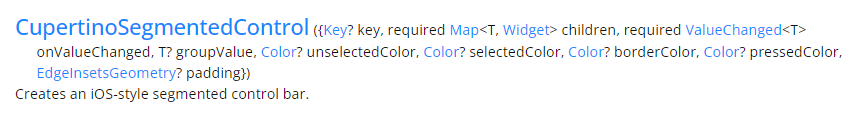 CupertinoSegmentedControl ({Key? key, required Map<T, Widget> children, required ValueChanged<T>
onValueChanged, T? groupValue, Color? unselectedColor, Color? selectedColor, Color? borderColor, Color? pressedColor,
EdgeInsetsGeometry? padding})
Creates an iOS-style segmented control bar.